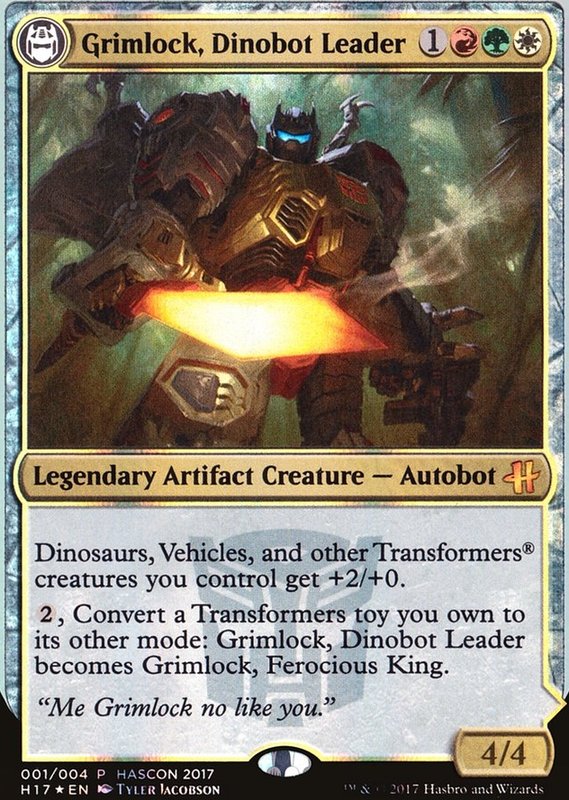 Grimlock, Dinobot Leader 1
Legendary Artifact Creature — Autobot H
Dinosaurs, Vehicles, and other Transformers®
creatures you control get +2/+0.
2, Convert a Transformers toy you own to
its other mode: Grimlock, Dinobot Leader
becomes Grimlock, Ferocious King.
“Me Grimlock no like you.”
4/4
001/004 P HASCON 2017
H17★EN Tyler Jacobson
™ & © 2017 Hasbro and Wizards